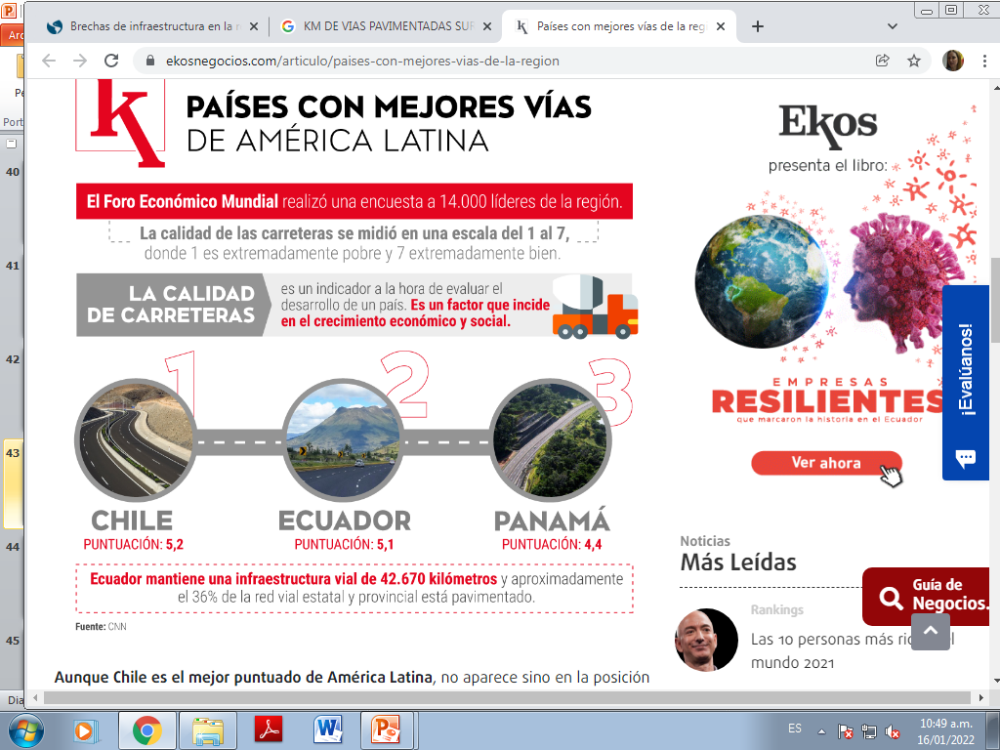 Brechas de infraestructura en la r
KM DE VIAS PAVIMENTADAS SUR
Países con mejores vías de la reg
ekosnegocios.com/articulo/paises-con-mejores-vias-de-la-region
Port
40
41
42
43
44
45
k
PAÍSES CON MEJORES VÍAS
DE AMÉRICA LATINA
El Foro Económico Mundial realizó una encuesta a 14.000 líderes de la región.
La calidad de las carreteras se midió en una escala del 1 al 7,
donde 1 es extremadamente pobre y 7 extremadamente bien.
LA CALIDAD
DE CARRETERAS
es un indicador a la hora de evaluar el
desarrollo de un país. Es un factor que incide
en el crecimiento económico y social.
1
2
3
CHILE
PUNTUACIÓN: 5,2
ECUADOR
PUNTUACIÓN: 5,1
PANAMÁ
PUNTUACIÓN: 4,4
Ecuador mantiene una infraestructura vial de 42.670 kilómetros y aproximadamente
el 36% de la red vial estatal y provincial está pavimentado.
Fuente: CNN
Aunque Chile es el mejor puntuado de América Latina, no aparece sino en la posición
Ekos
presenta el libro:
EMPRESAS
RESILIENTES
que marcaron la historia en el Ecuador
Ver ahora
¡Evalúanos!
Noticias
Más Leídas
Guía de
Negocios.
Rankings
Las 10 personas más ric
mundo 2021
Dia
ES
10:49 a.m.
16/01/2022